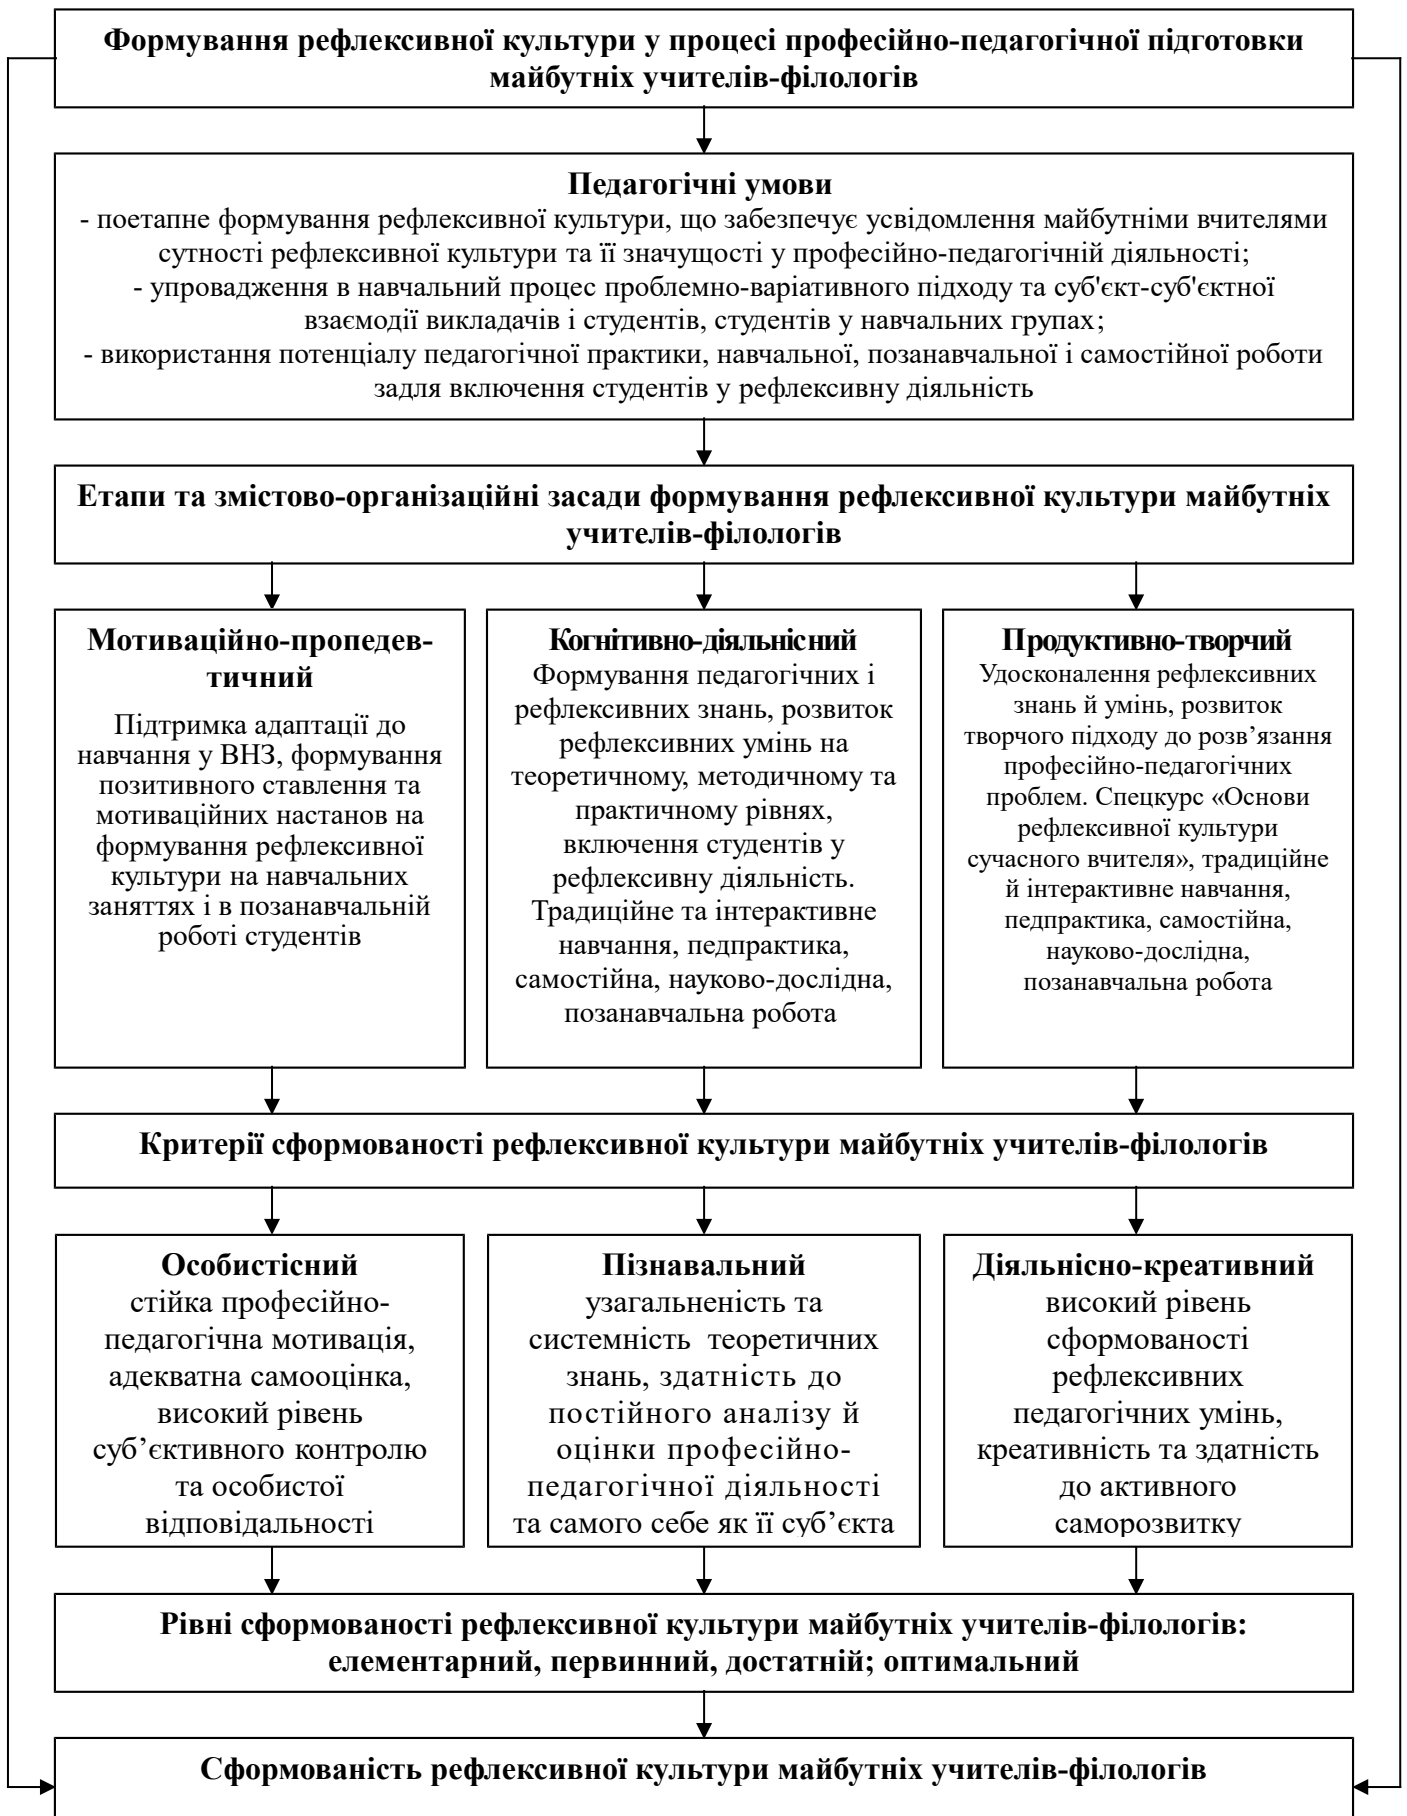 Формування рефлексивної культури у процесі професійно-педагогічної підготовки
майбутніх учителів-філологів
Педагогічні умови
- поетапне формування рефлексивної культури, що забезпечує усвідомлення майбутніми вчителями
сутності рефлексивної культури та її значущості у професійно-педагогічній діяльності;
- упровадження в навчальний процес проблемно-варіативного підходу та суб'єкт-суб'єктної
взаємодії викладачів і студентів, студентів у навчальних групах;
- використання потенціалу педагогічної практики, навчальної, позанавчальної і самостійної роботи
задля включення студентів у рефлексивну діяльність
Етапи та змістово-організаційні засади формування рефлексивної культури майбутніх
учителів-філологів
Мотиваційно-пропедев-
тичний
Підтримка адаптації до
навчання у ВНЗ, формування
позитивного ставлення та
мотиваційних настанов на
формування рефлексивної
культури на навчальних
заняттях і в позанавчальній
роботі студентів
Когнітивно-діяльнісний
Формування педагогічних і
рефлексивних знань, розвиток
рефлексивних умінь на
теоретичному, методичному та
практичному рівнях,
включення студентів у
рефлексивну діяльність.
Традиційне та інтерактивне
навчання, педпрактика,
самостійна, науково-дослідна,
позанавчальна робота
Продуктивно-творчий
Удосконалення рефлексивних
знань й умінь, розвиток
творчого підходу до розв’язання
професійно-педагогічних
проблем. Спецкурс «Основи
рефлексивної культури
сучасного вчителя», традиційне
й інтерактивне навчання,
педпрактика, самостійна,
науково-дослідна,
позанавчальна робота
Критерії сформованості рефлексивної культури майбутніх учителів-філологів
Особистісний
стійка професійно-
педагогічна мотивація,
адекватна самооцінка,
високий рівень
суб’єктивного контролю
та особистої
відповідальності
Пізнавальний
узагальненість та
системність теоретичних
знань, здатність до
постійного аналізу й
оцінки професійно-
педагогічної діяльності
та самого себе як її суб’єкта
Діяльнісно-креативний
високий рівень
сформованості
рефлексивних
педагогічних умінь,
креативність та здатність
до активного
саморозвитку
Рівні сформованості рефлексивної культури майбутніх учителів-філологів:
елементарний, первинний, достатній; оптимальний
Сформованість рефлексивної культури майбутніх учителів-філологів